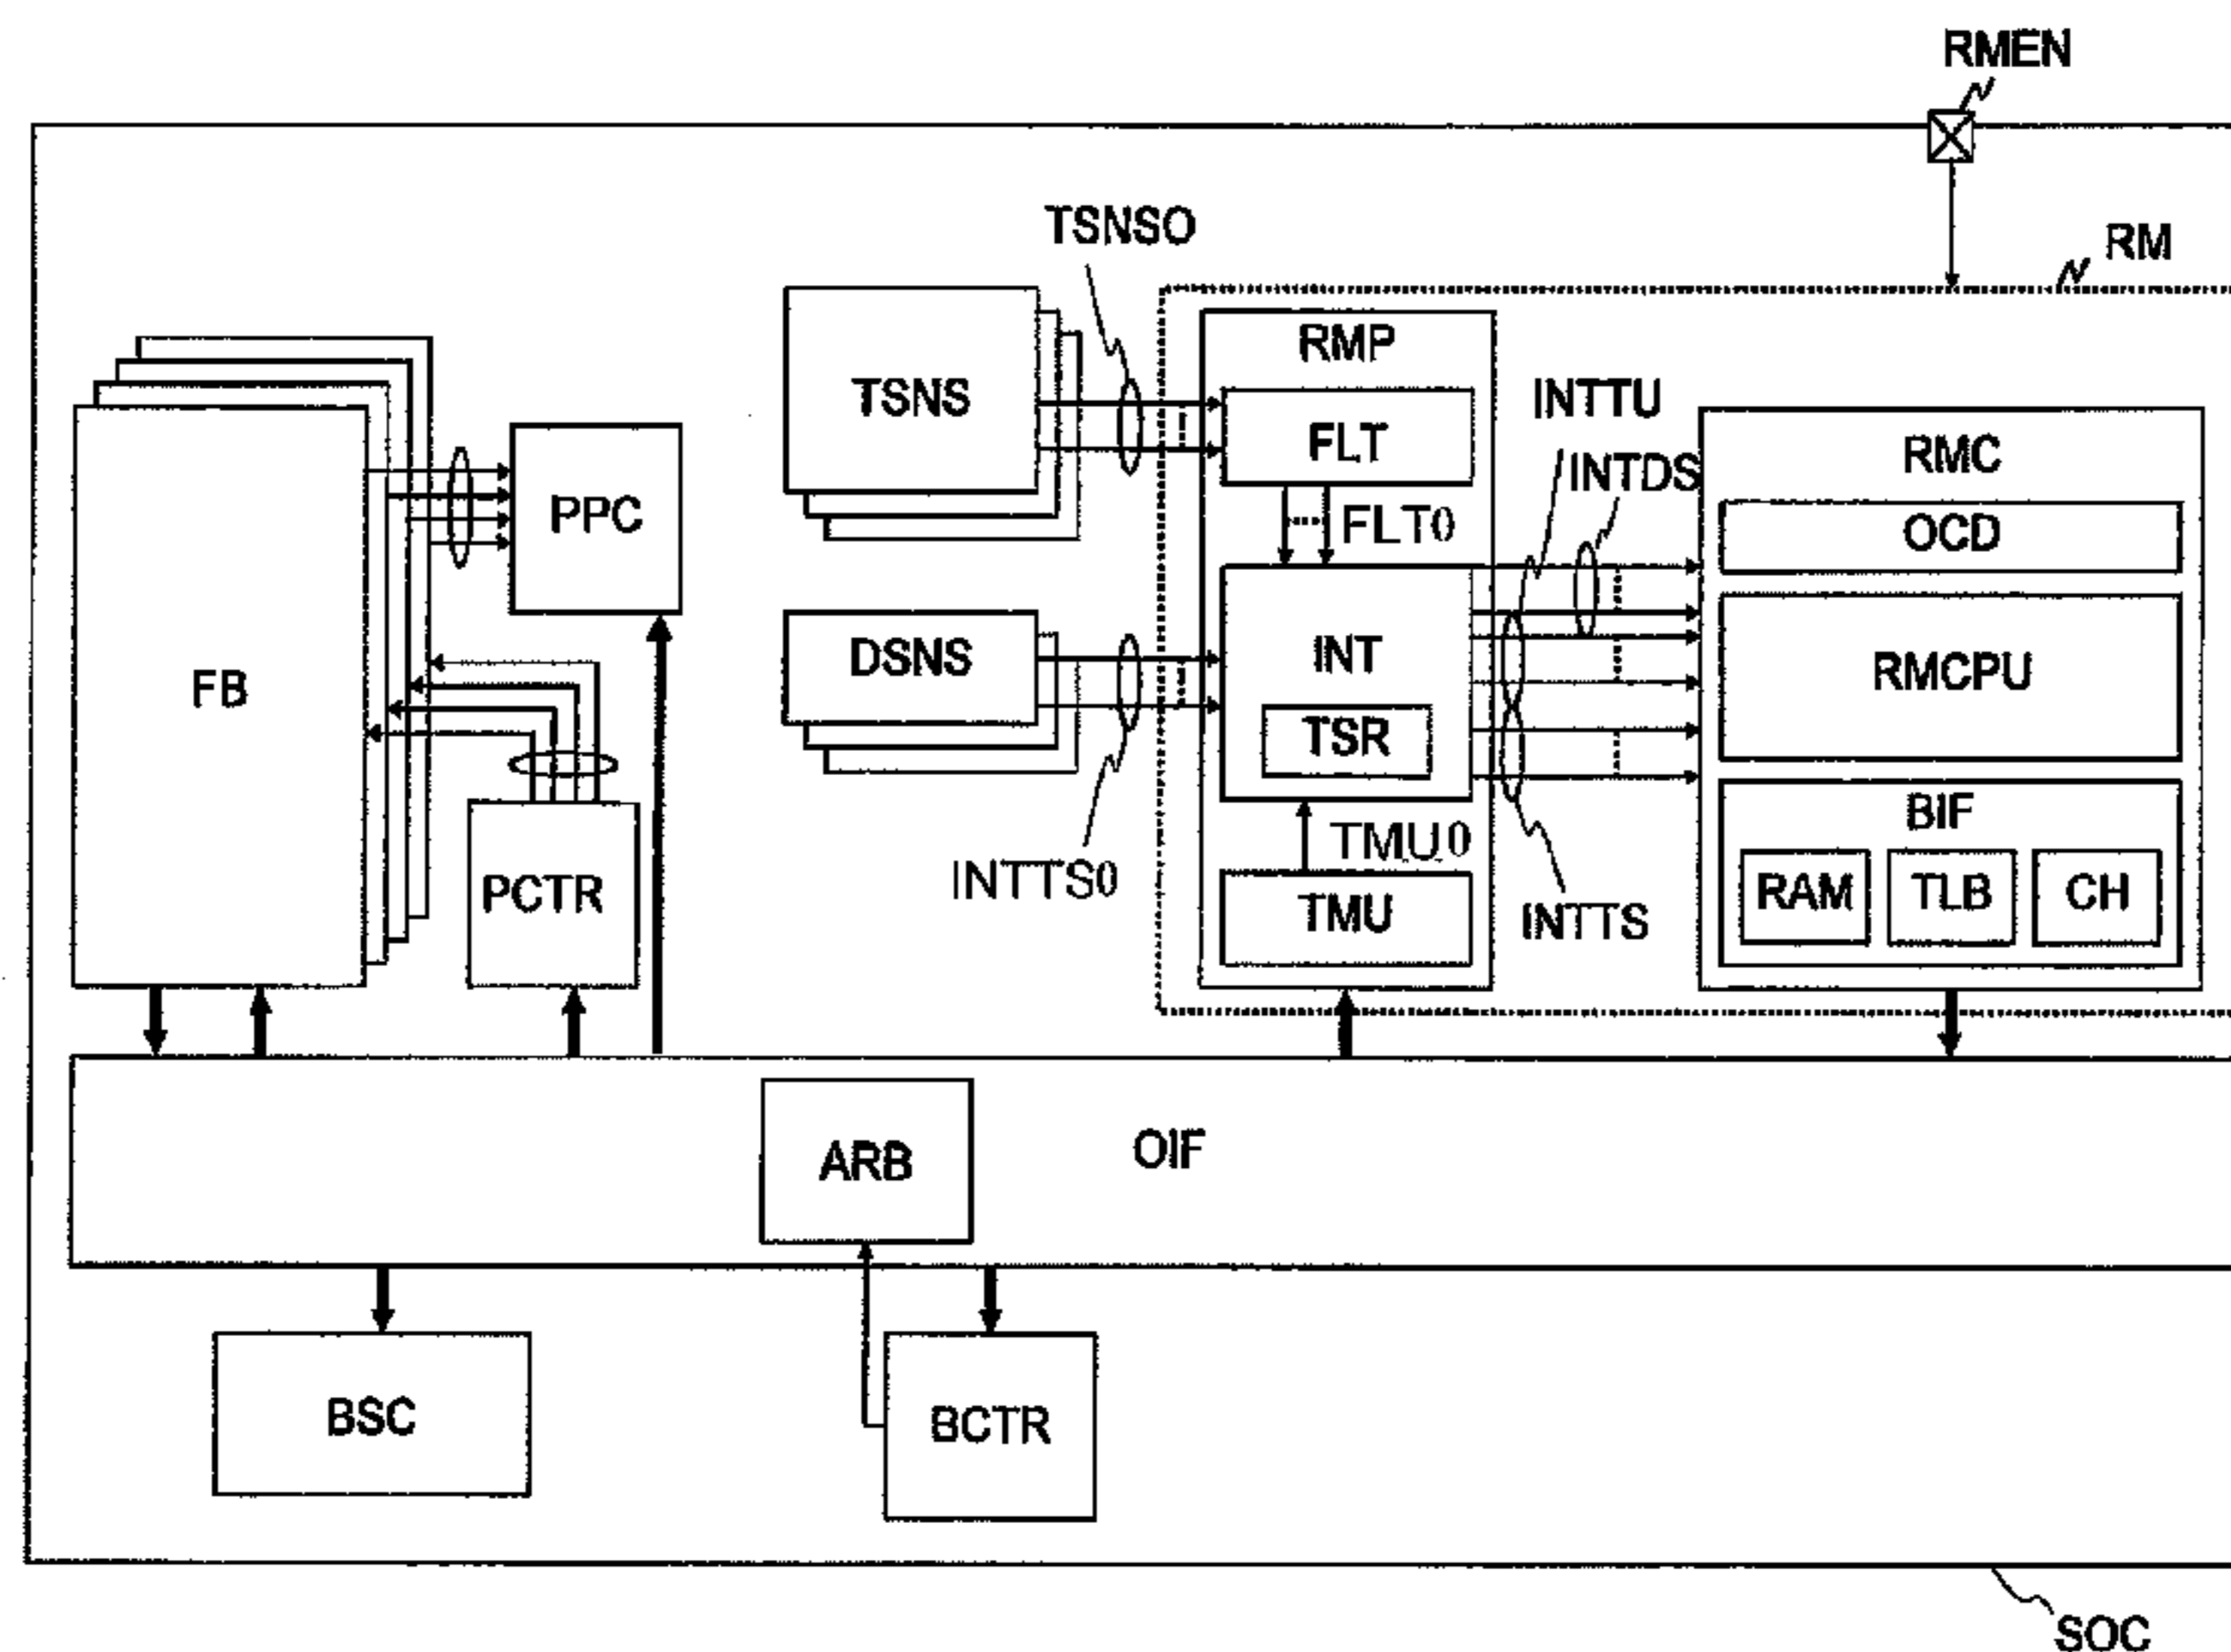 RMEN
TSNSO
RM
TSNS
RMP
FLT
FLT0
INTTU
INTDS
RMC
OCD
FB
PPC
DSNS
INT
TSR
RMCPU
BIF
INTTS0
TMU0
TMU
INTTS
RAM
TLB
CH
PCTR
ARB
OIF
BSC
BCTR
SOC